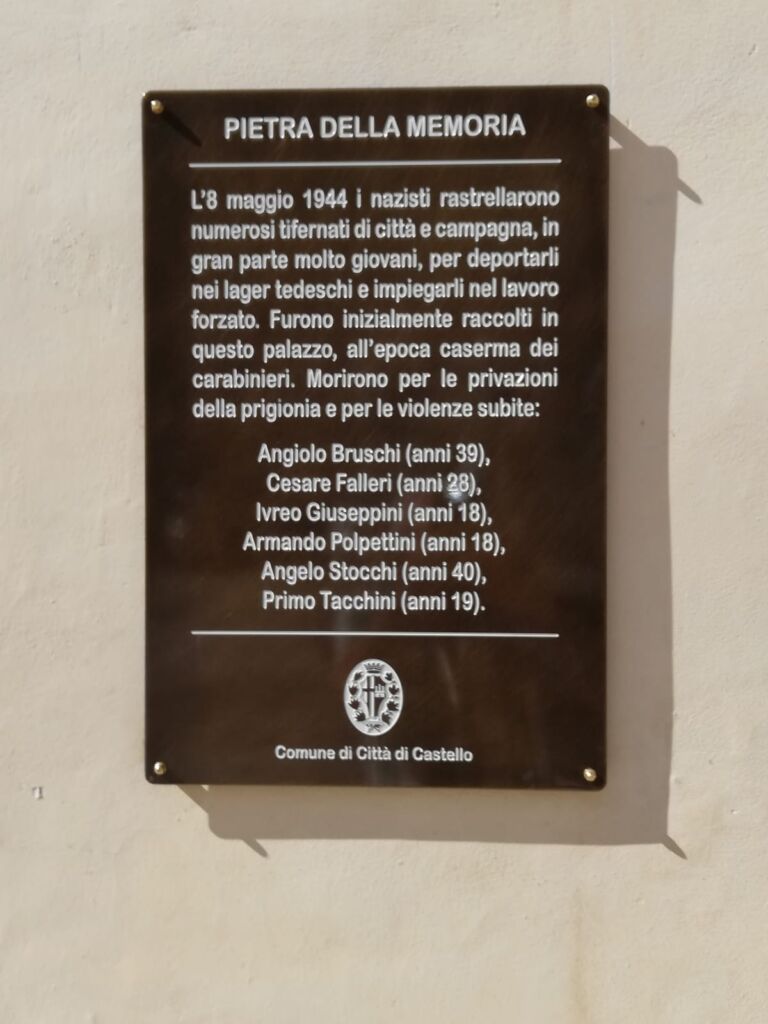 PIETRA DELLA MEMORIA
L'8 maggio 1944 i nazisti rastrellarono
numerosi tifernati di città e campagna, in
gran parte molto giovani, per deportarli
nei lager tedeschi e impiegarli nel lavoro
forzato. Furono inizialmente raccolti in
questo palazzo, all'epoca caserma dei
carabinieri. Morirono per le privazioni
della prigionia e per le violenze subite:
Angiolo Bruschi (anni 39),
Cesare Falleri (anni 28),
Ivreo Giuseppini (anni 18),
Armando Polpettini (anni 18),
Angelo Stocchi (anni 40),
Primo Tacchini (anni 19).
Comune di Città di Castello